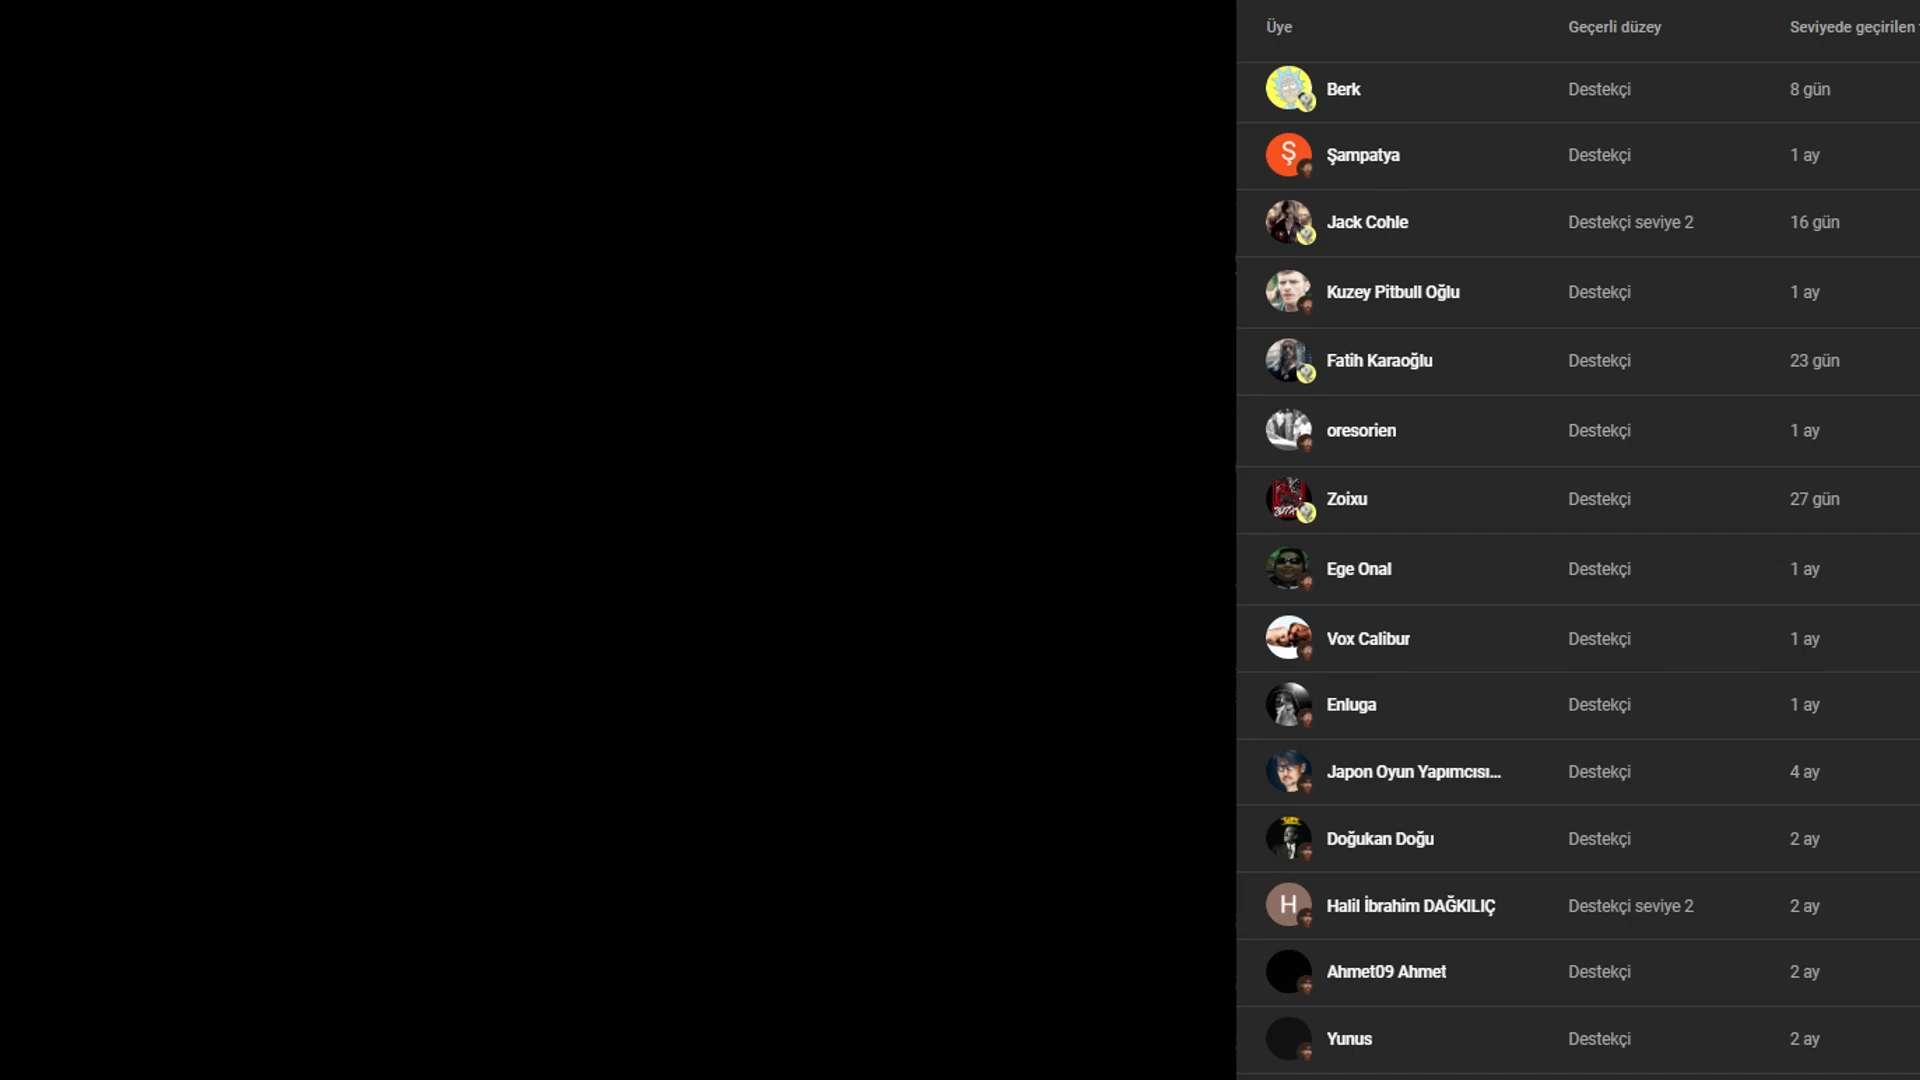 Üye Geçerli düzey Seviyede geçirilen
Berk Destekçi 8 gün
Ş
Şampatya Destekçi 1 ay
Jack Cohle Destekçi seviye 2 16 gün
Kuzey Pitbull Oğlu Destekçi 1 ay
Fatih Karaoğlu Destekçi 23 gün
oresorien Destekçi 1 ay
Zoixu Destekçi 27 gün
Ege Onal Destekçi 1 ay
Vox Calibur Destekçi 1 ay
Enluga Destekçi 1 ay
Japon Oyun Yapımcısı... Destekçi 4 ay
Doğukan Doğu Destekçi 2 ay
H
Halil İbrahim DAĞKILIÇ Destekçi seviye 2 2 ay
Ahmet09 Ahmet Destekçi 2 ay
Yunus Destekçi 2 ay